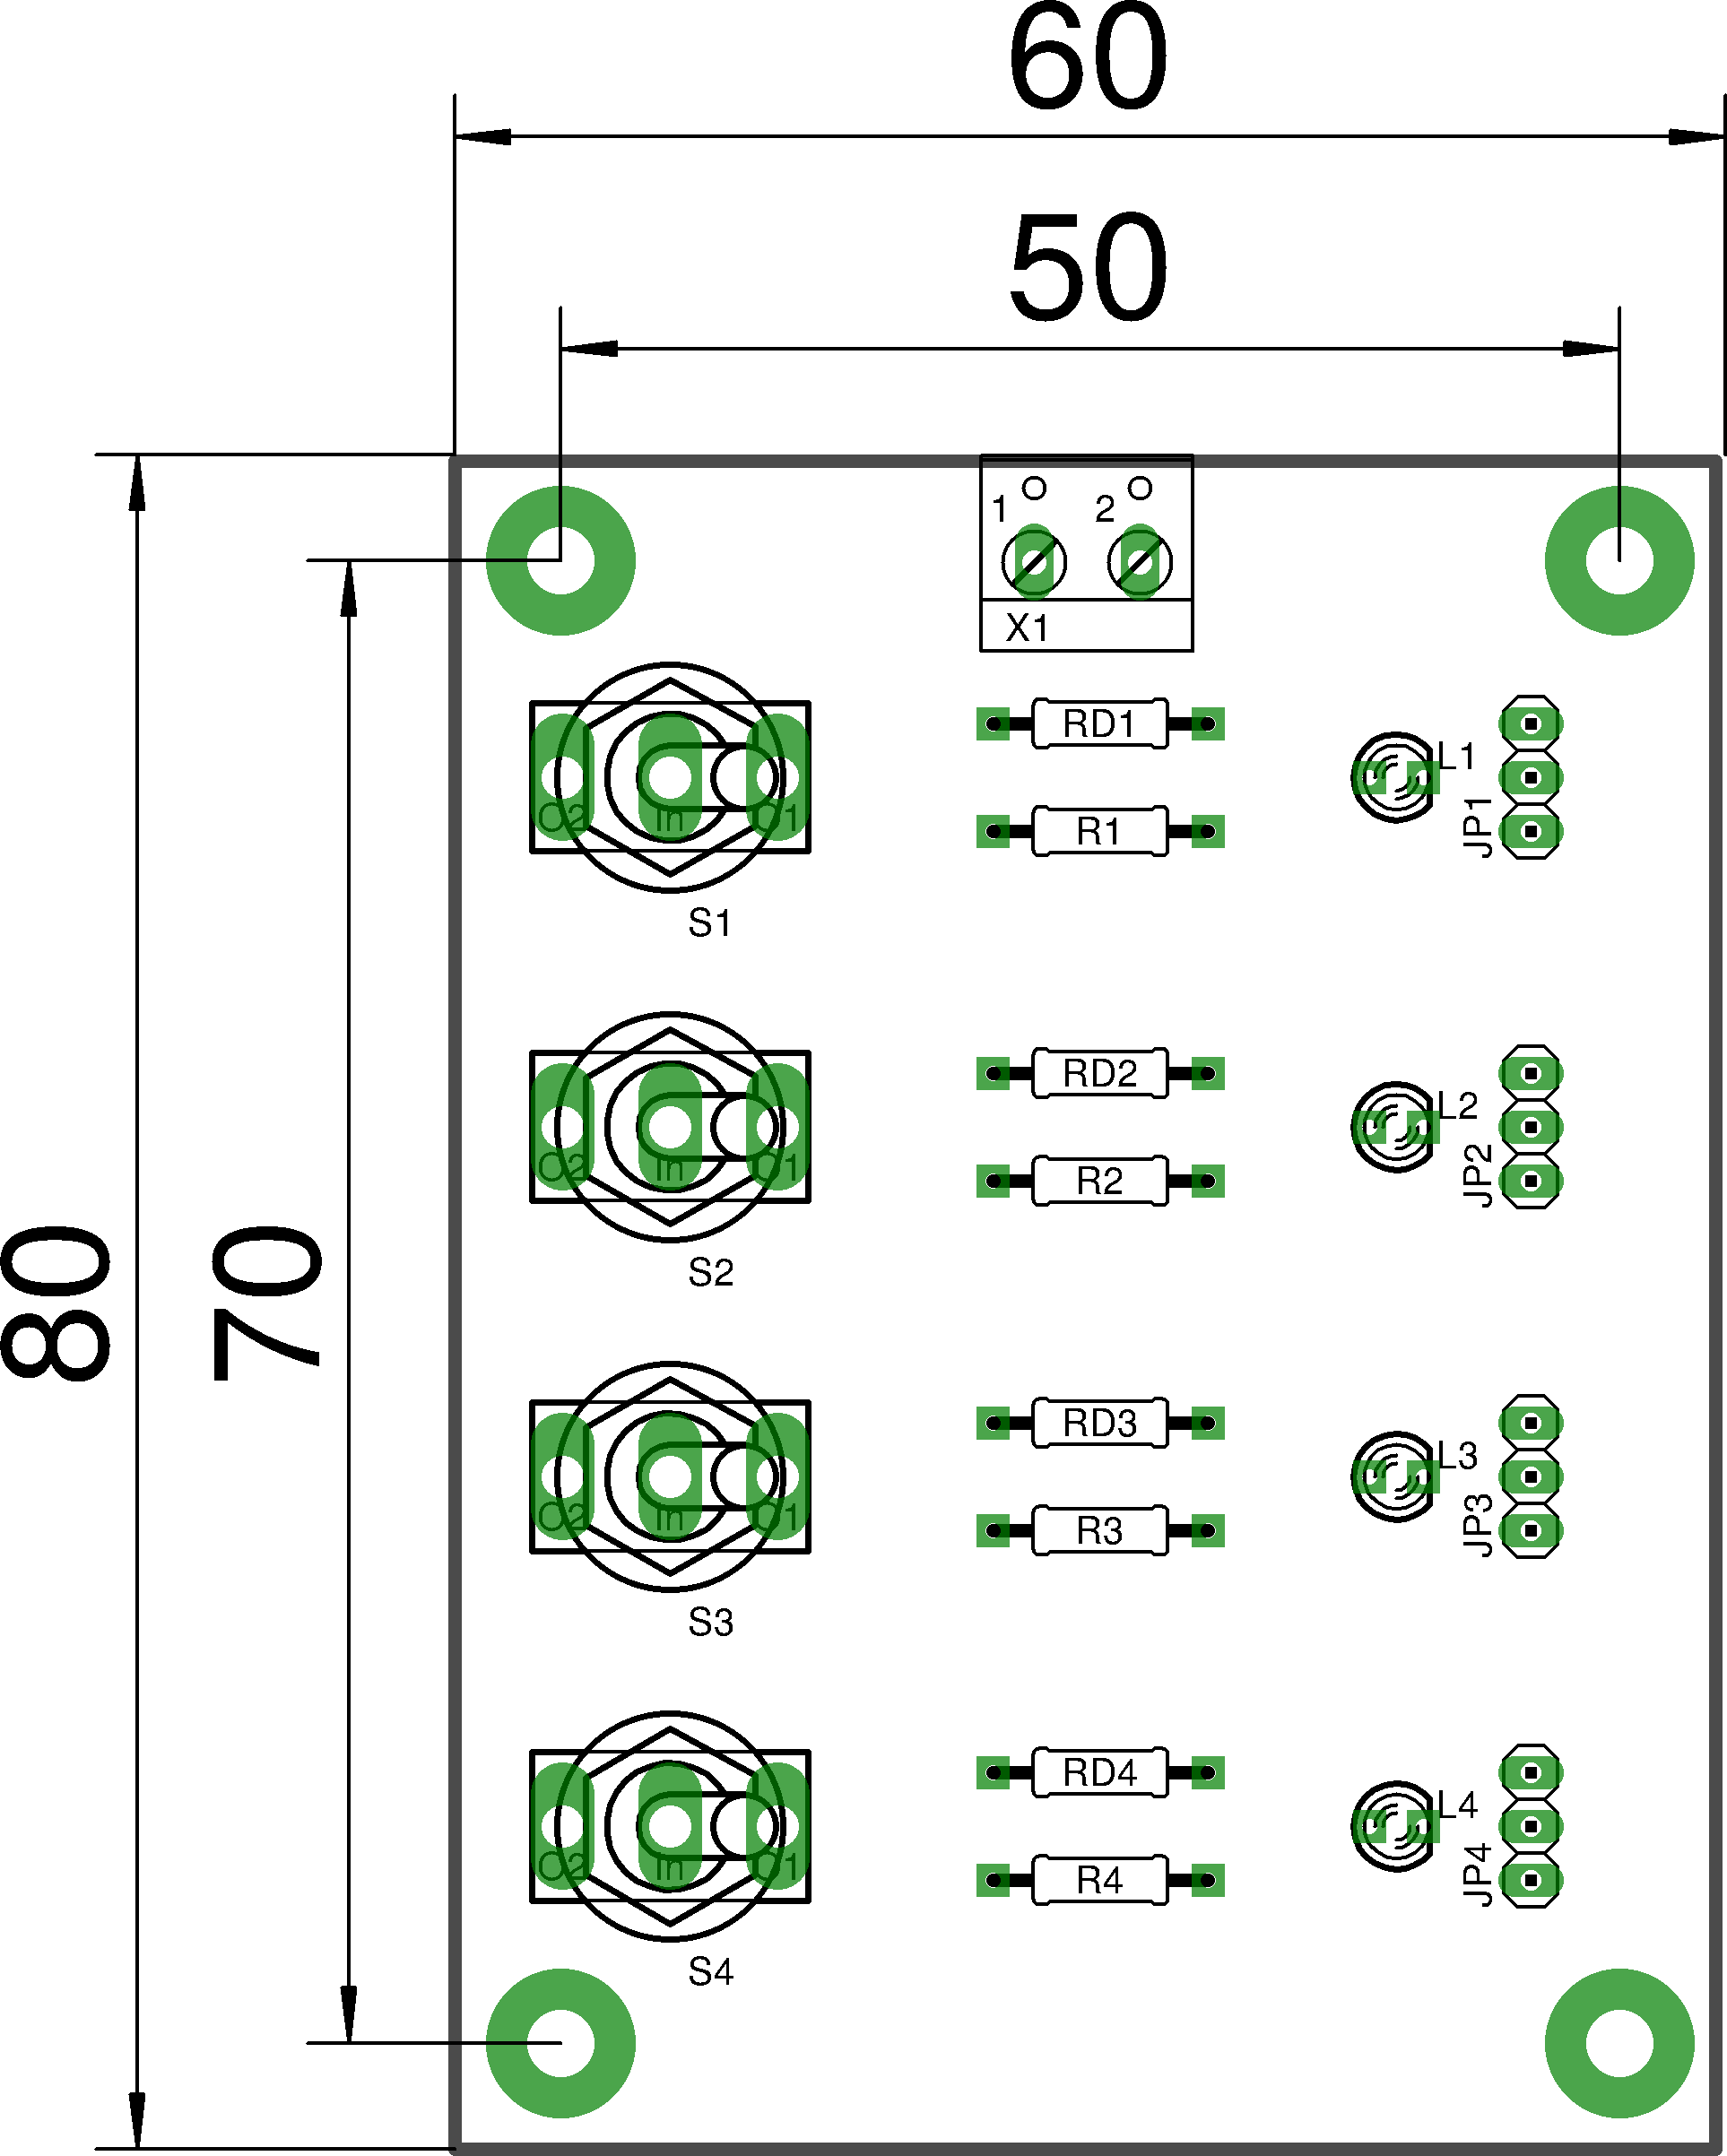 60
50
80
70
1 2
X1
RD1
L1
JP1
R1
O2 In O1
S1
RD2
L2
JP2
R2
O2 In O1
S2
RD3
L3
JP3
R3
O2 In O1
S3
RD4
L4
JP4
R4
O2 In O1
S4